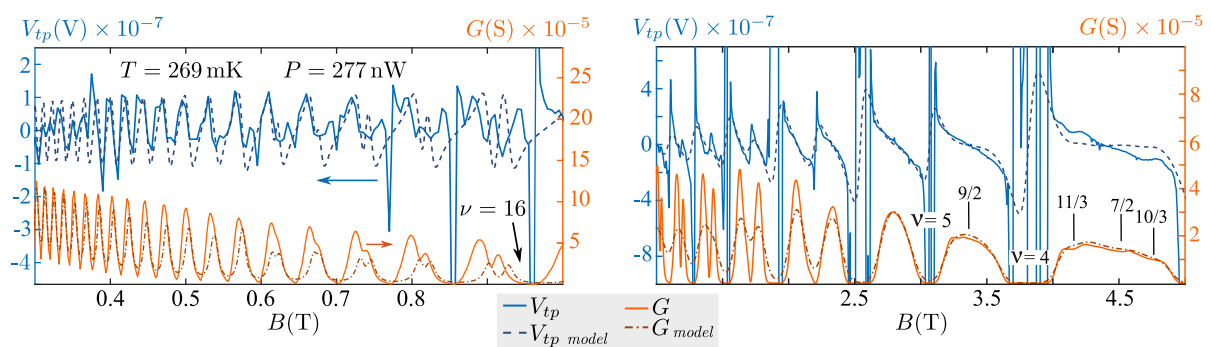 V_tp(V) × 10⁻⁷
G(S) × 10⁻⁵
T = 269 mK P = 277 nW
2
1
0
-1
-2
-3
-4
25
20
15
10
5
ν = 16
0.4 0.5 0.6 0.7 0.8
B(T)
V_tp(V) × 10⁻⁷
G(S) × 10⁻⁵
4
0
-4
-8
8
6
4
2
9/2
11/3
7/2
10/3
ν= 5
ν= 4
2.5 3.5 4.5
B(T)
V_tp
G
V_tp model
G model